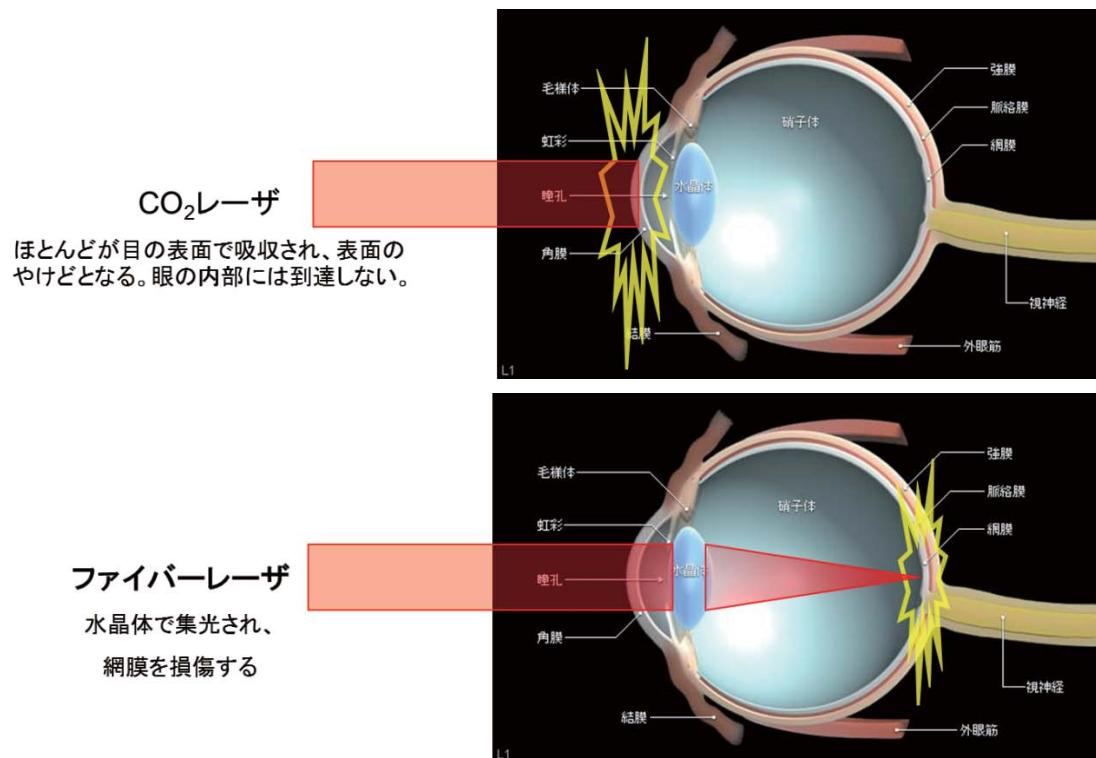 CO₂レーザ
ほとんどが目の表面で吸収され、表面の
やけどとなる。眼の内部には到達しない。
毛様体
虹彩
瞳孔
角膜
結膜
水晶体
硝子体
強膜
脈絡膜
網膜
視神経
外眼筋
L1
ファイバーレーザ
水晶体で集光され、
網膜を損傷する
毛様体
虹彩
瞳孔
角膜
結膜
水晶体
硝子体
強膜
脈絡膜
網膜
視神経
外眼筋
L1